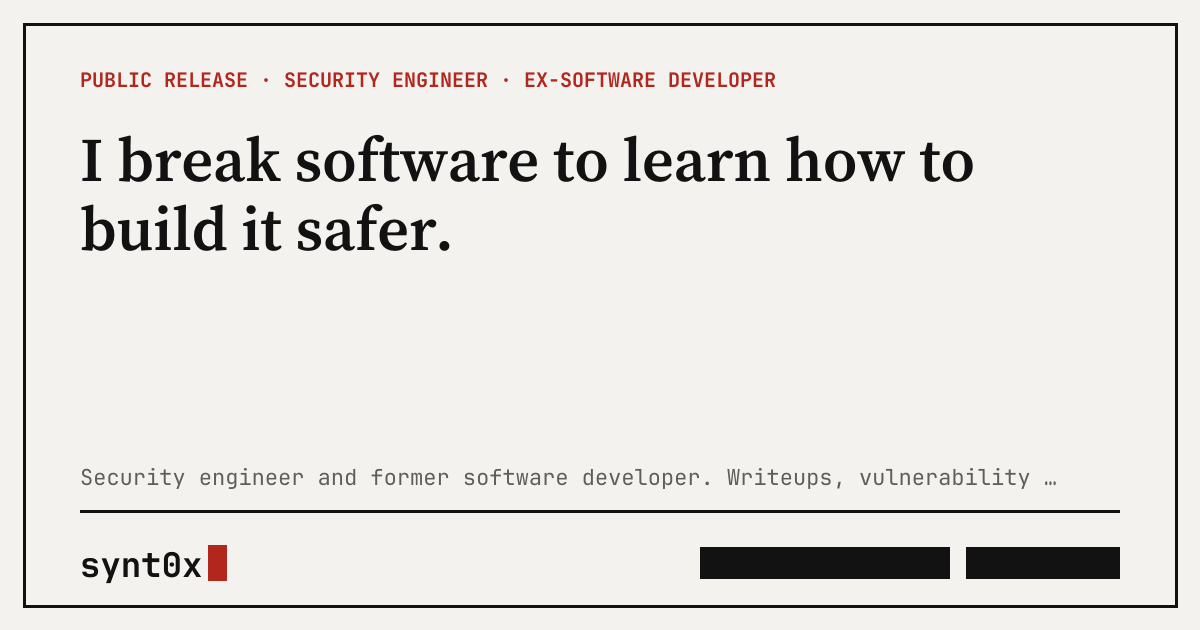 PUBLIC RELEASE · SECURITY ENGINEER · EX-SOFTWARE DEVELOPER
I break software to learn how to
build it safer.
Security engineer and former software developer. Writeups, vulnerability …
synt0x